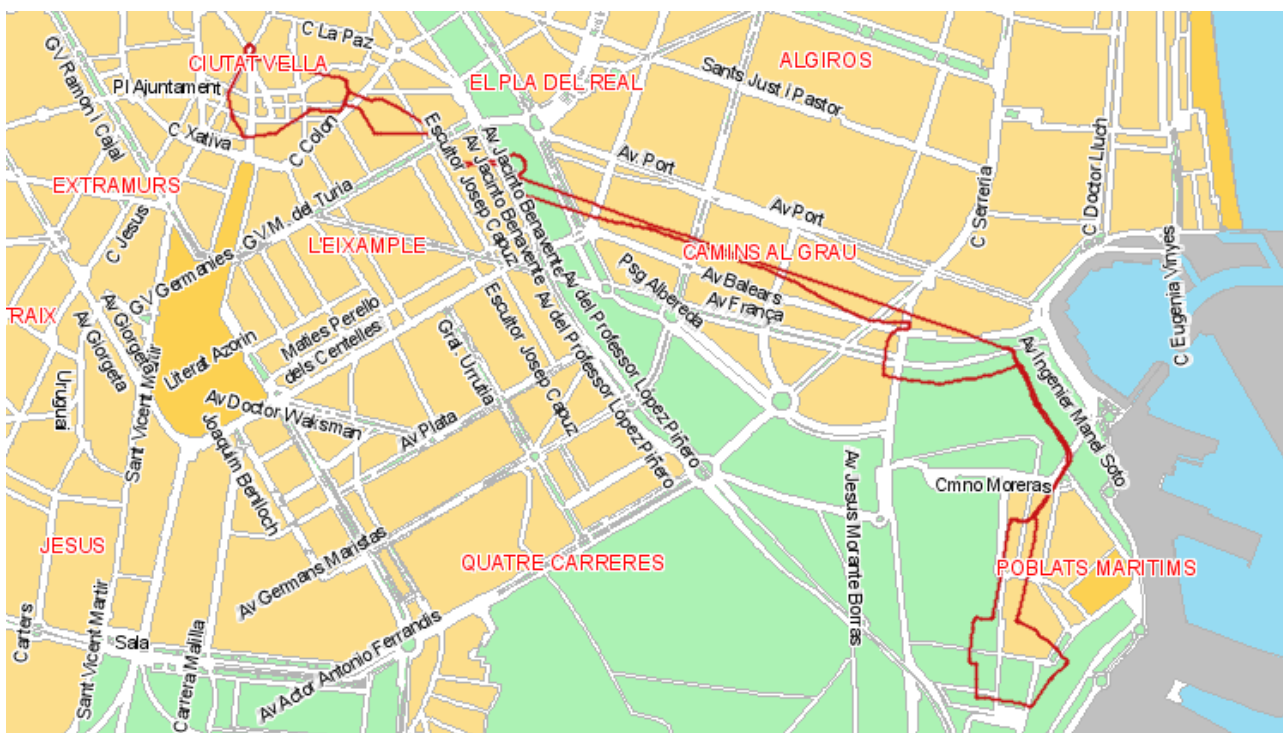 C La Paz
GV Ramon i Cajal
CIUTAT VELLA
ALGIROS
EL PLA DEL REAL
Pl Ajuntament
Sants Just i Pastor
C Xativa
C Colon
Escultor Josep Capuz
Av Jacinto Benavente
Av Jacinto Benavente
Av. Port
C Doctor Lluch
EXTRAMURS
Av Port
C Serreria
C Jesus
GV M. del Turia
L'EIXAMPLE
CAMINS AL GRAU
C Eugenia Vinyes
GV Germanies
Psg Albereda
Av Balears
Av França
TRAIX
Av Giorgeta
Av Giorgeta
Maties Perello
dels Centelles
Literat Azorin
Gral. Urrutia
Escultor Josep Capuz
Av del Professor López Piñero
Av del Professor López Piñero
Av Ingenier Manel Soto
Uruguai
Sant Vicent Martir
Av Doctor Waksman
Av Plata
Joaquim Benlloch
Cmno Moreras
Av Jesus Morante Borras
JESUS
QUATRE CARRERES
POBLATS MARITIMS
Av Germans Maristas
Carters
Sant Vicent Martir
Sala
Carrera Malilla
Av Actor Antonio Ferrandis